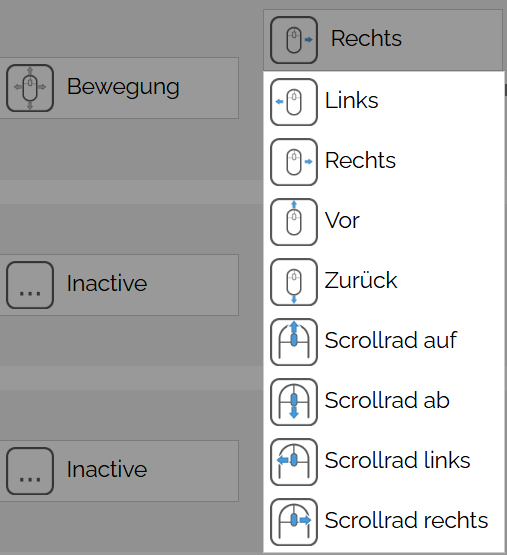 Rechts
Bewegung
Links
Rechts
Vor
Zurück
Inactive
Scrollrad auf
Scrollrad ab
Inactive
Scrollrad links
Scrollrad rechts